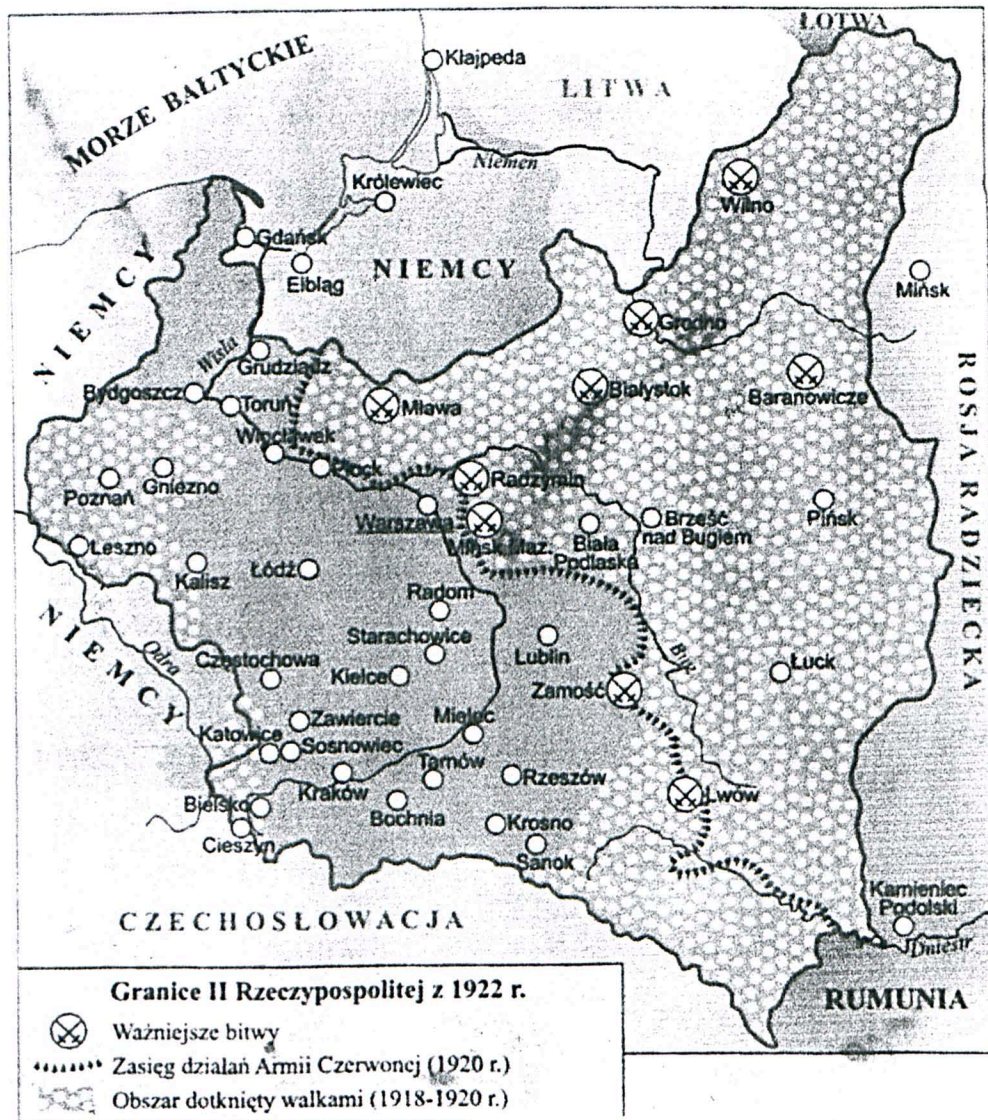 ŁOTWA
MORZE BAŁTYCKIE
Kłajpeda
LITWA
Niemen
Królewiec
Wilno
Gdańsk
NIEMCY
Elbląg
Mińsk
NIEMCY
Grodno
Wisła
Grudziądz
Bydgoszcz
Toruń
Mława
Białystok
Baranowicze
ROSJA RADZIECKA
Włocławek
Płock
Radzymin
Poznań
Gniezno
Warszawa
Mińsk Maz.
Biała
Podlaska
Brześć
nad Bugiem
Pińsk
Leszno
Kalisz
Łódź
Radom
NIEMCY
Odra
Starachowice
Lublin
Bug
Częstochowa
Kielce
Zamość
Łuck
Zawiercie
Mielec
Katowice
Sosnowiec
Tarnów
Rzeszów
Lwów
Bielsko
Kraków
Bochnia
Krosno
Cieszyn
Sanok
Kamieniec
Podolski
CZECHOSŁOWACJA
Dniestr
RUMUNIA
Granice II Rzeczypospolitej z 1922 r.
Ważniejsze bitwy
Zasięg działań Armii Czerwonej (1920 r.)
Obszar dotknięty walkami (1918-1920 r.)